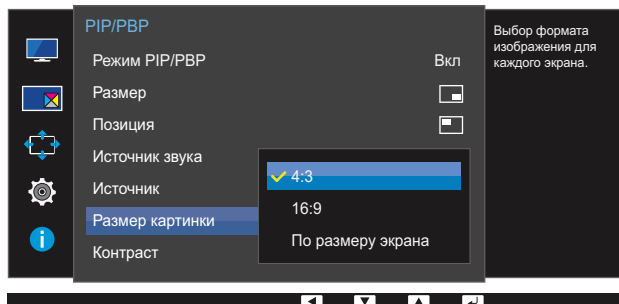 PIP/PBP
Режим PIP/PBP Вкл
Размер
Позиция
Источник звука
Источник
Размер картинки
Контраст
4:3
16:9
По размеру экрана
Выбор формата
изображения для
каждого экрана.